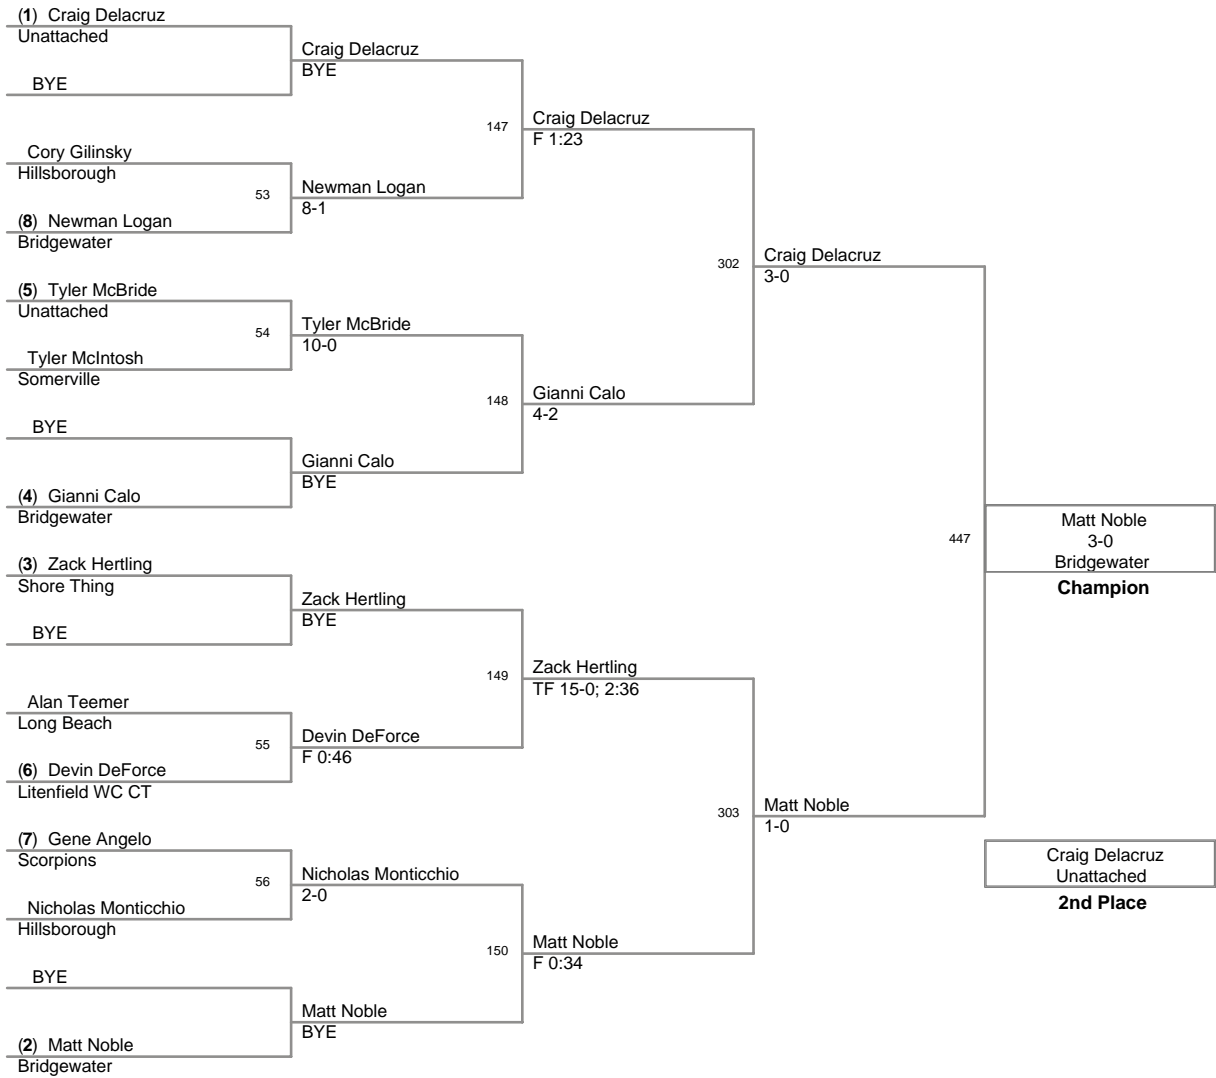 (1) Craig Delacruz
Unattached
BYE
Craig Delacruz
BYE
Cory Gilinsky
Hillsborough
53
(8) Newman Logan
Bridgewater
Newman Logan
8-1
147
Craig Delacruz
F 1:23
(5) Tyler McBride
Unattached
54
Tyler McIntosh
Somerville
Tyler McBride
10-0
BYE
(4) Gianni Calo
Bridgewater
Gianni Calo
BYE
148
Gianni Calo
4-2
302
Craig Delacruz
3-0
(3) Zack Hertling
Shore Thing
BYE
Zack Hertling
BYE
Alan Teemer
Long Beach
55
(6) Devin DeForce
Litenfield WC CT
Devin DeForce
F 0:46
149
Zack Hertling
TF 15-0; 2:36
(7) Gene Angelo
Scorpions
56
Nicholas Monticchio
Hillsborough
Nicholas Monticchio
2-0
BYE
(2) Matt Noble
Bridgewater
Matt Noble
BYE
150
Matt Noble
F 0:34
303
Matt Noble
1-0
447
Matt Noble
3-0
Bridgewater
Champion
Craig Delacruz
Unattached
2nd Place